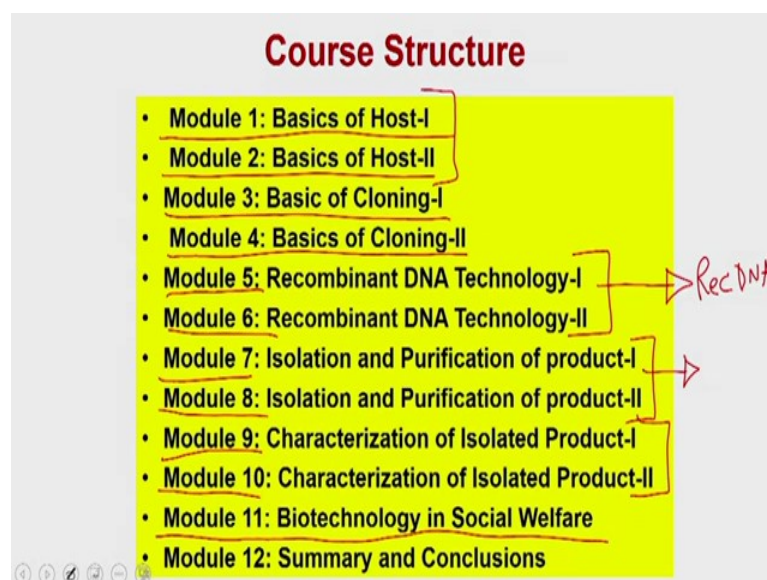 Course Structure
• Module 1: Basics of Host-I
• Module 2: Basics of Host-II
• Module 3: Basic of Cloning-I
• Module 4: Basics of Cloning-II
• Module 5: Recombinant DNA Technology-I
• Module 6: Recombinant DNA Technology-II
Rec DNA
• Module 7: Isolation and Purification of product-I
• Module 8: Isolation and Purification of product-II
• Module 9: Characterization of Isolated Product-I
• Module 10: Characterization of Isolated Product-II
• Module 11: Biotechnology in Social Welfare
• Module 12: Summary and Conclusions